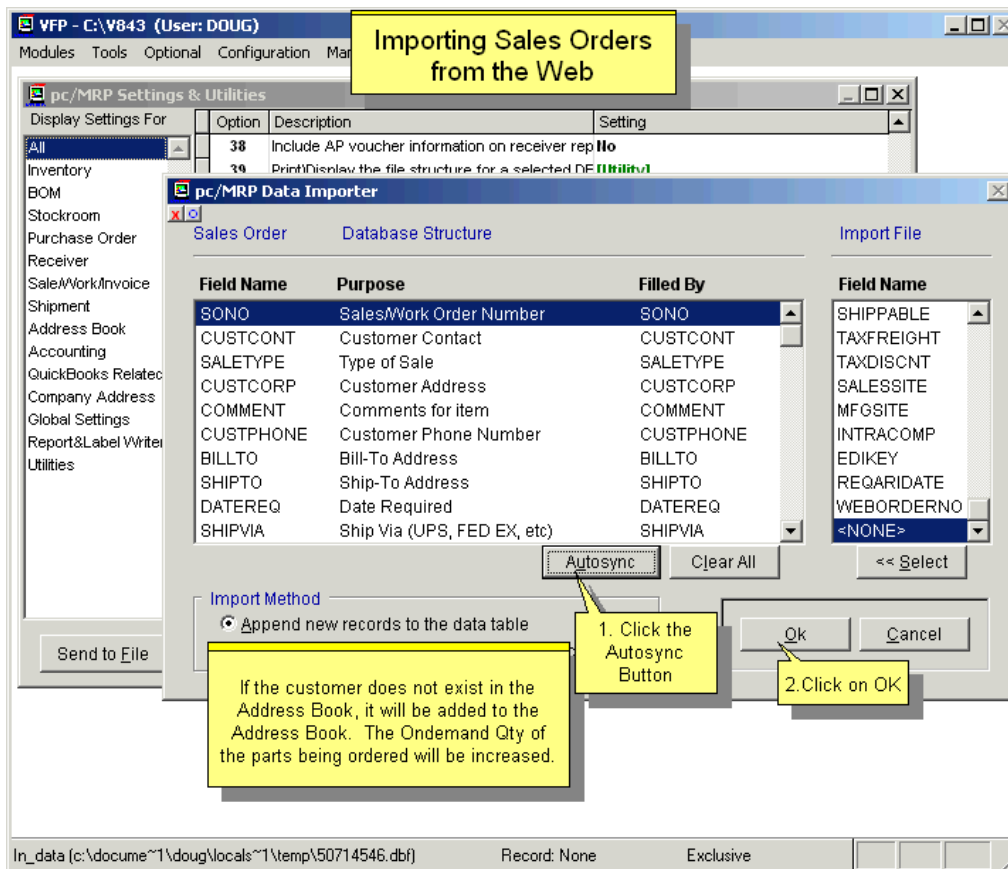 VFP - C:\V843 (User: DOUG)
Importing Sales Orders
from the Web
Modules Tools Optional Configuration
pc/MRP Settings & Utilities
Display Settings For
Option Description Setting
All
Inventory
BOM
Stockroom
Purchase Order
Receiver
Sale/Work/Invoice
Shipment
Address Book
Accounting
QuickBooks
Company Address
Global Settings
Report&Label Writer
Utilities
38 Include AP voucher information on receiver rep No
39 Print\Display the file structure for a selected DE [Utility]
pc/MRP Data Importer
Sales Order Database Structure Import File
Field Name Purpose Filled By Field Name
SONO Sales/Work Order Number SONO SHIPPABLE
CUSTCONT Customer Contact CUSTCONT TAXFREIGHT
SALETYPE Type of Sale SALETYPE TAXDISCNT
CUSTCORP Customer Address CUSTCORP SALESSITE
COMMENT Comments for item COMMENT MFGSITE
CUSTPHONE Customer Phone Number CUSTPHONE INTRACOMP
BILLTO Bill-To Address BILLTO EDIKEY
SHIPTO Ship-To Address SHIPTO REQARIDATE
DATEREQ Date Required DATEREQ WEBORDERNO
SHIPVIA Ship Via (UPS, FED EX, etc) SHIPVIA <NONE>
Autosync Clear All << Select
Import Method
Append new records to the data table
1. Click the
Autosync
Button
Ok Cancel
2.Click on OK
Send to File
If the customer does not exist in the
Address Book, it will be added to the
Address Book. The Ondemand Qty of
the parts being ordered will be increased.
In_data (c:\docume~1\doug\locals~1\temp\50714546.dbf) Record: None Exclusive